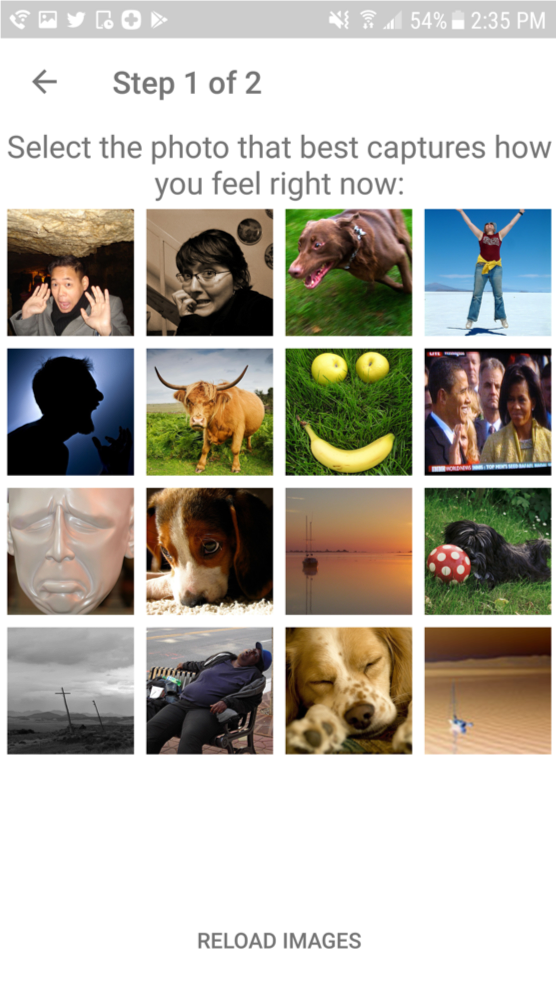 54% 2:35 PM
Step 1 of 2
Select the photo that best captures how
you feel right now:
RELOAD IMAGES